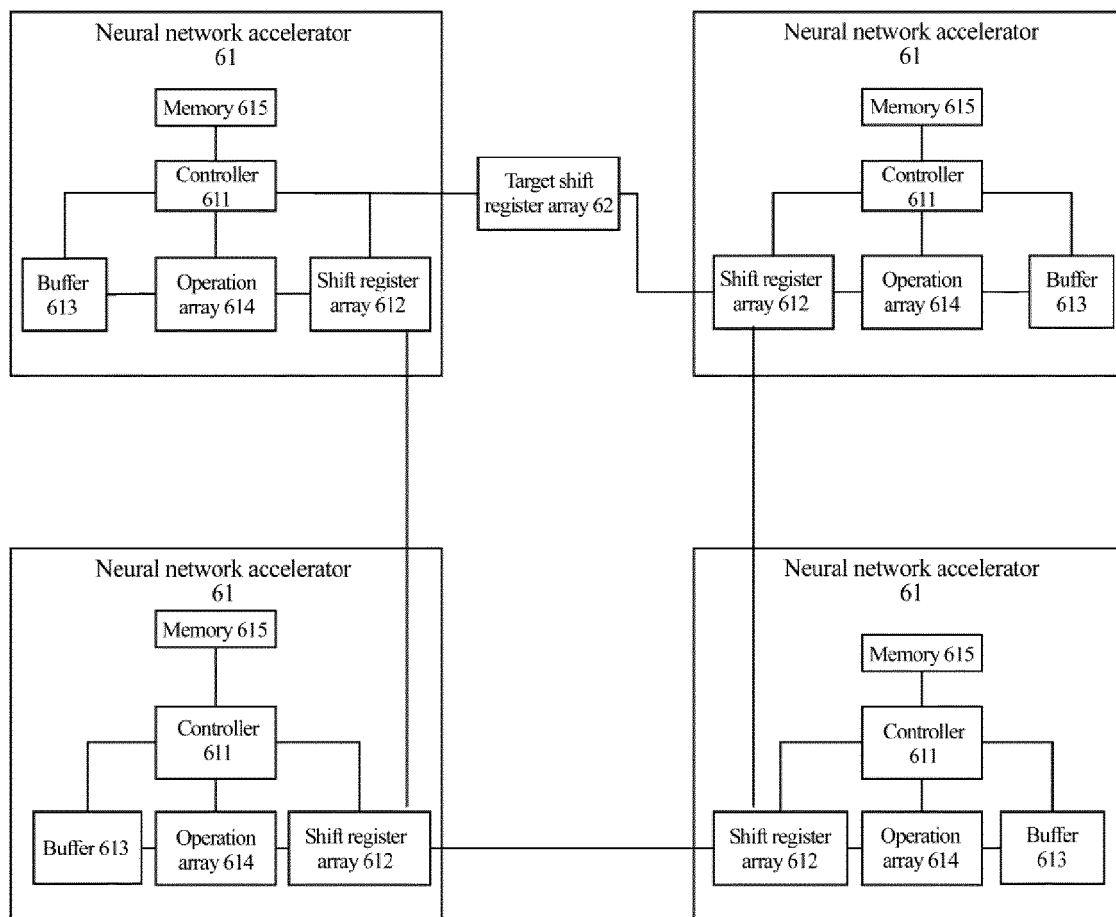 Neural network accelerator
61
Memory 615
Controller
611
Buffer
613
Operation
array 614
Shift register
array 612
Target shift
register array 62
Neural network accelerator
61
Memory 615
Controller
611
Shift register
array 612
Operation
array 614
Buffer
613
Neural network accelerator
61
Memory 615
Controller
611
Buffer 613
Operation
array 614
Shift register
array 612
Neural network accelerator
61
Memory 615
Controller
611
Shift register
array 612
Operation
array 614
Buffer
613